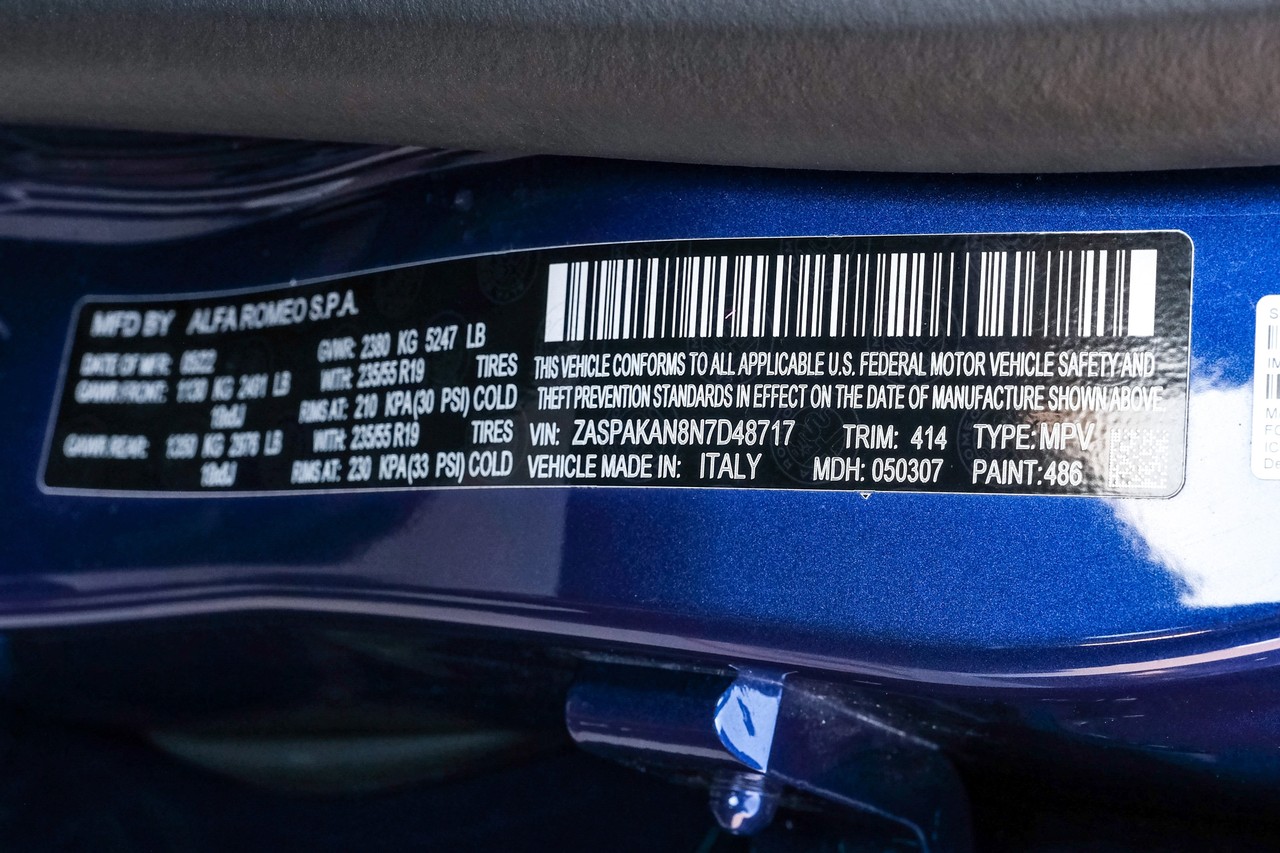 MFD BY ALFA ROMEO S.P.A.
DATE OF MFR: 05/22 GVWR: 2380 KG 5247 LB
GAWR FRONT: 1130 KG 2491 LB WITH: 235/55 R19 TIRES
18x8J RIMS AT: 210 KPA(30 PSI) COLD
GAWR REAR: 1350 KG 2976 LB WITH: 235/55 R19 TIRES
18x8J RIMS AT: 230 KPA(33 PSI) COLD
THIS VEHICLE CONFORMS TO ALL APPLICABLE U.S. FEDERAL MOTOR VEHICLE SAFETY AND
THEFT PREVENTION STANDARDS IN EFFECT ON THE DATE OF MANUFACTURE SHOWN ABOVE.
VIN: ZASPAKAN8N7D48717 TRIM: 414 TYPE: MPV
VEHICLE MADE IN: ITALY MDH: 050307 PAINT: 486